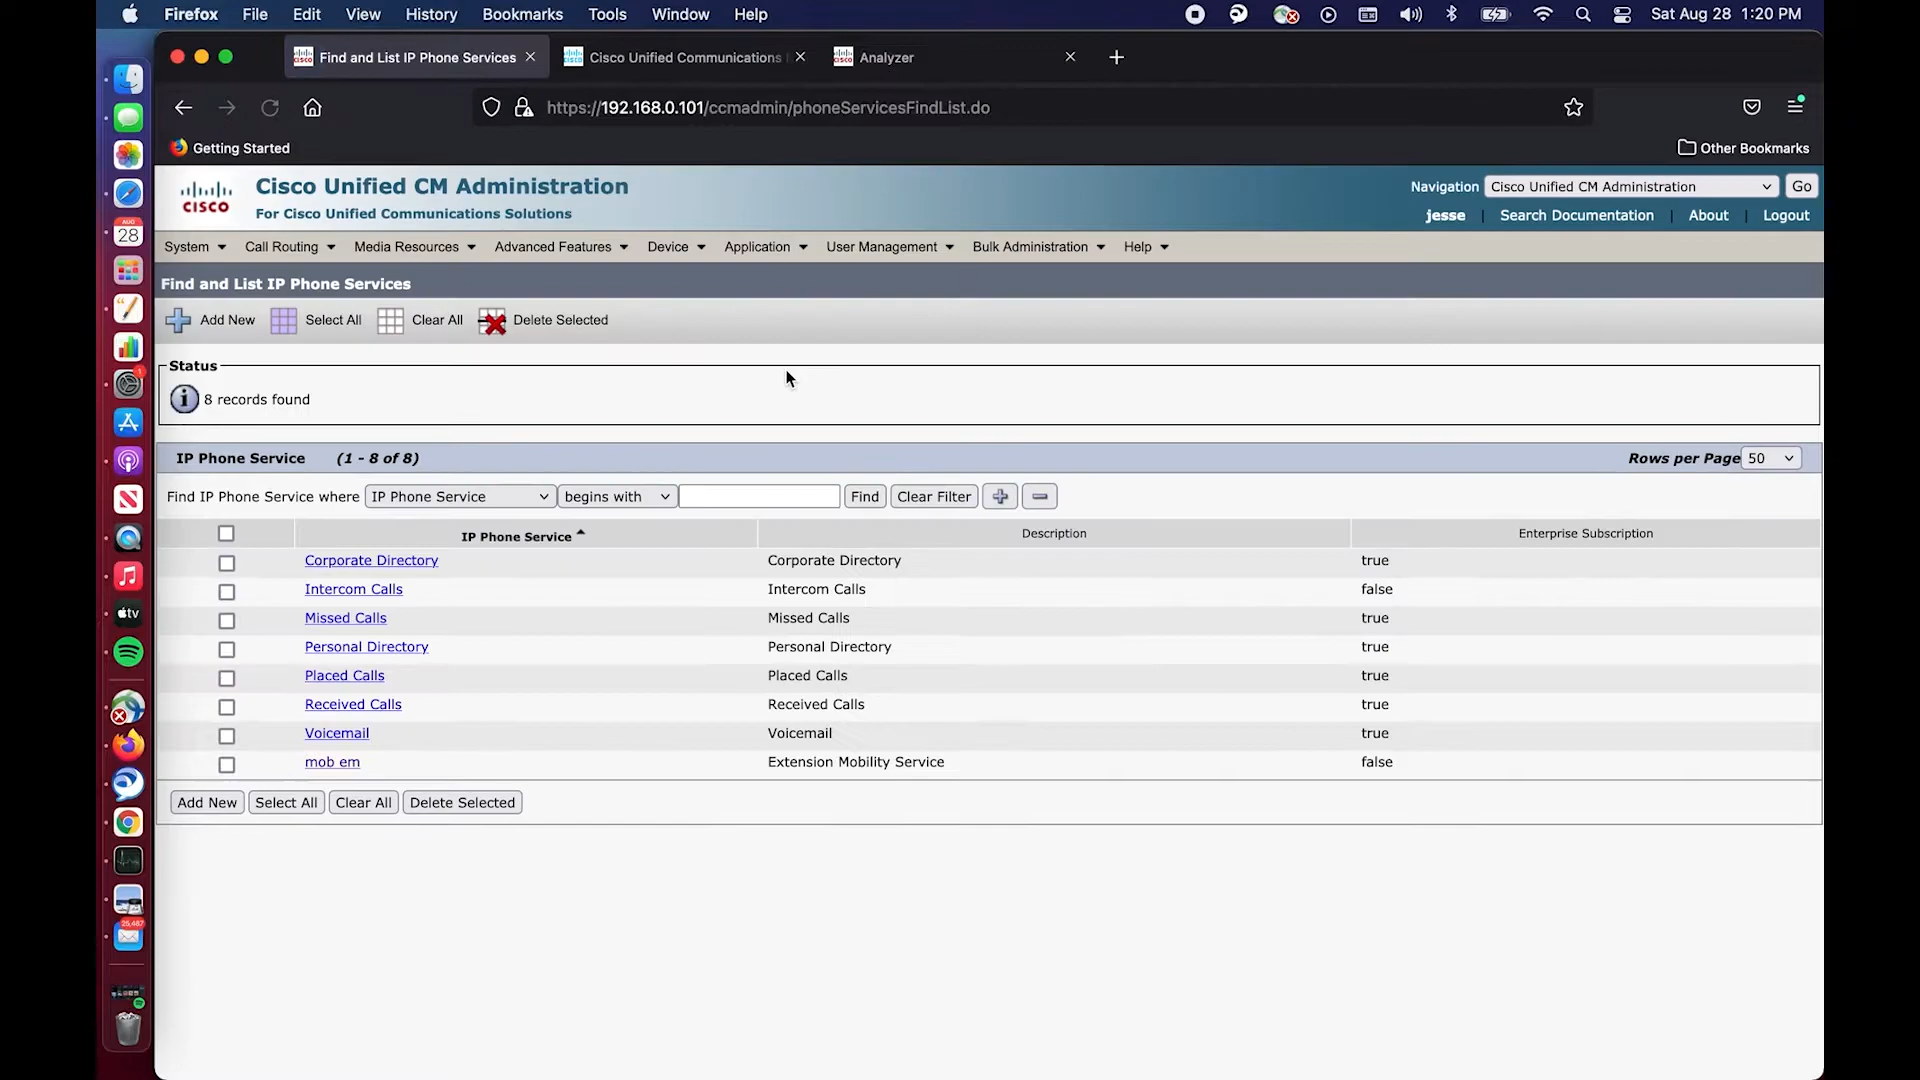 Firefox File Edit View History Bookmarks Tools Window Help Sat Aug 28 1:20 PM
Find and List IP Phone Services Cisco Unified Communications Analyzer
https://192.168.0.101/ccmadmin/phoneServicesFindList.do
Getting Started Other Bookmarks
CISCO
Cisco Unified CM Administration
For Cisco Unified Communications Solutions
Navigation Cisco Unified CM Administration Go
jesse | Search Documentation | About | Logout
System Call Routing Media Resources Advanced Features Device Application User Management Bulk Administration Help
Find and List IP Phone Services
Add New Select All Clear All Delete Selected
Status
8 records found
IP Phone Service (1 - 8 of 8) Rows per Page 50
Find IP Phone Service where IP Phone Service begins with Find Clear Filter
IP Phone Service Description Enterprise Subscription
Corporate Directory Corporate Directory true
Intercom Calls Intercom Calls false
Missed Calls Missed Calls true
Personal Directory Personal Directory true
Placed Calls Placed Calls true
Received Calls Received Calls true
Voicemail Voicemail true
mob em Extension Mobility Service false
Add New Select All Clear All Delete Selected
AUG
28
1
tv
25,487